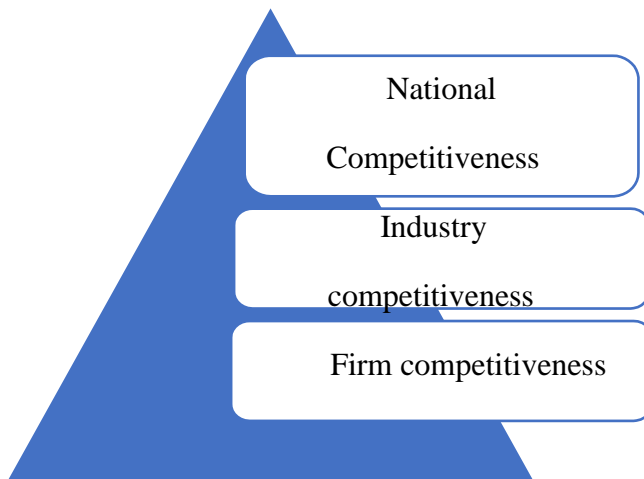 National
Competitiveness
Industry
competitiveness
Firm competitiveness